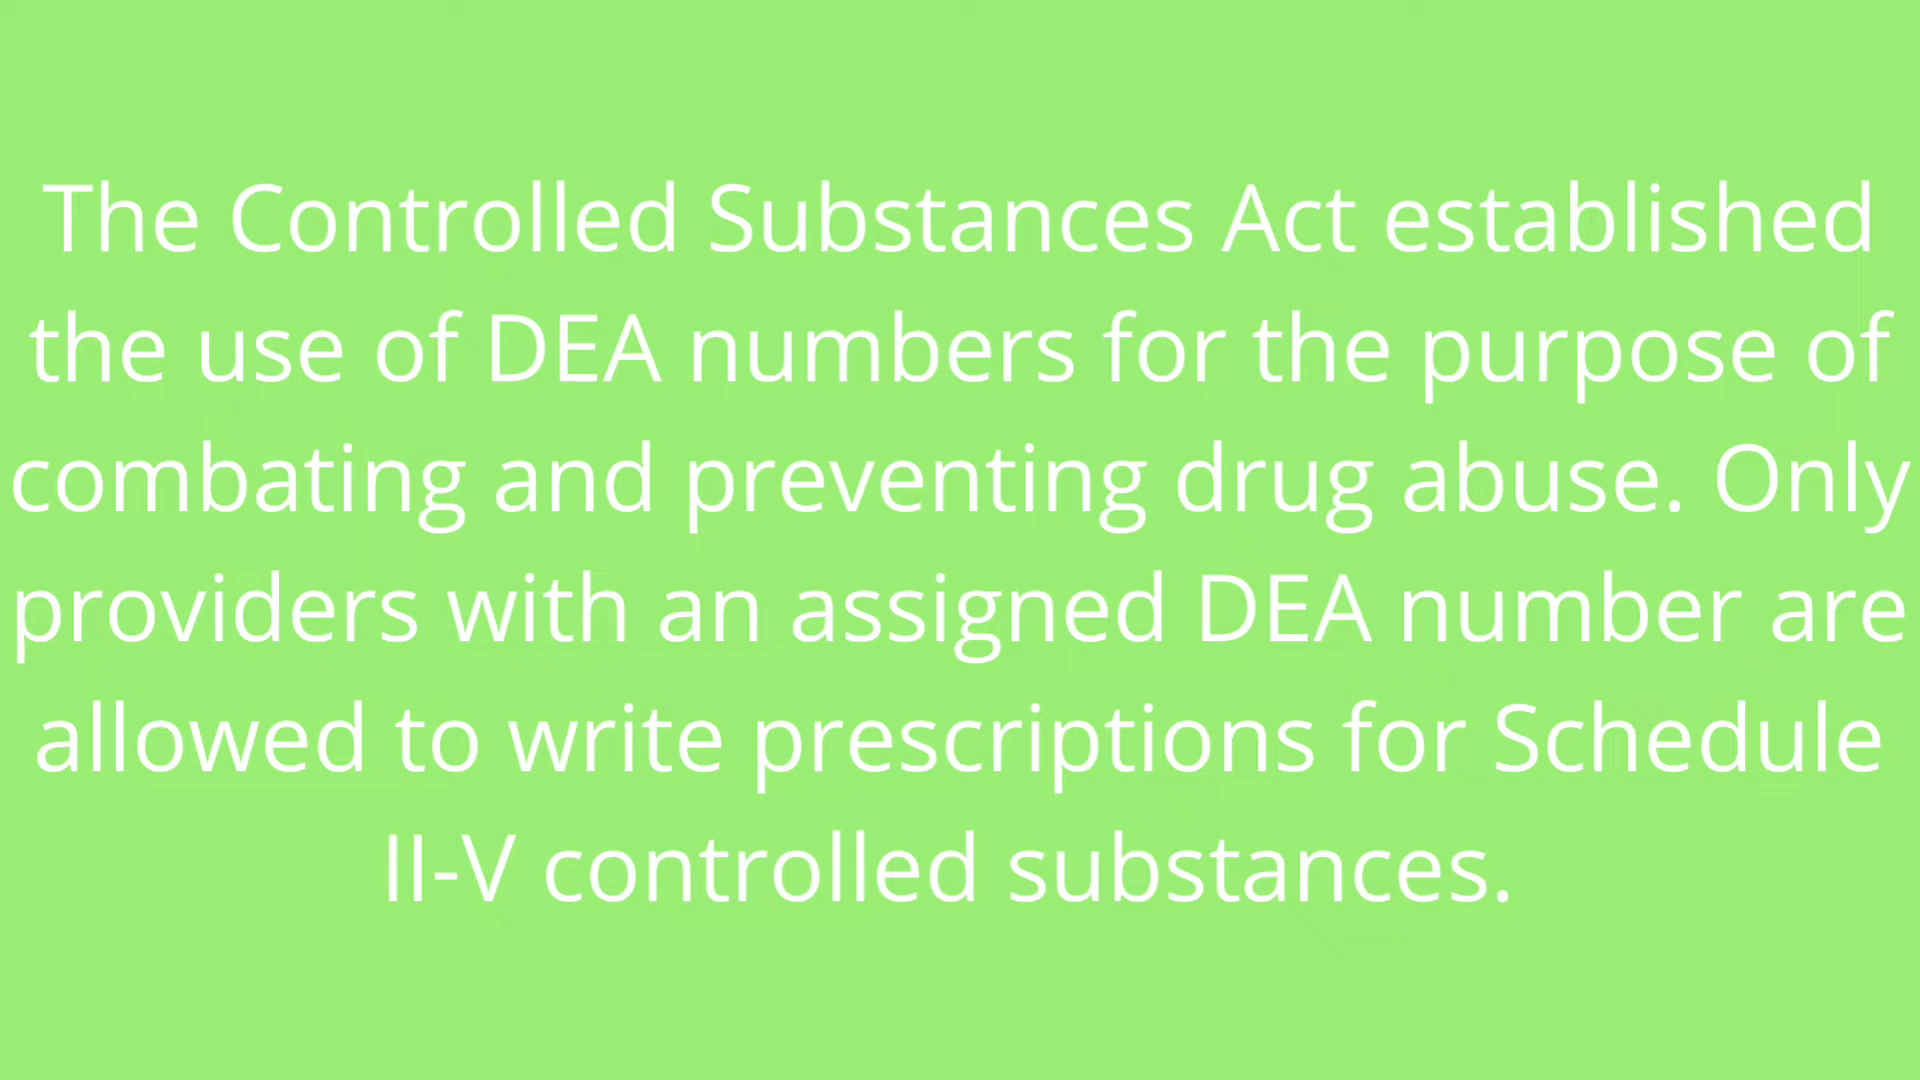 The Controlled Substances Act established
the use of DEA numbers for the purpose of
combating and preventing drug abuse. Only
providers with an assigned DEA number are
allowed to write prescriptions for Schedule
II-V controlled substances.